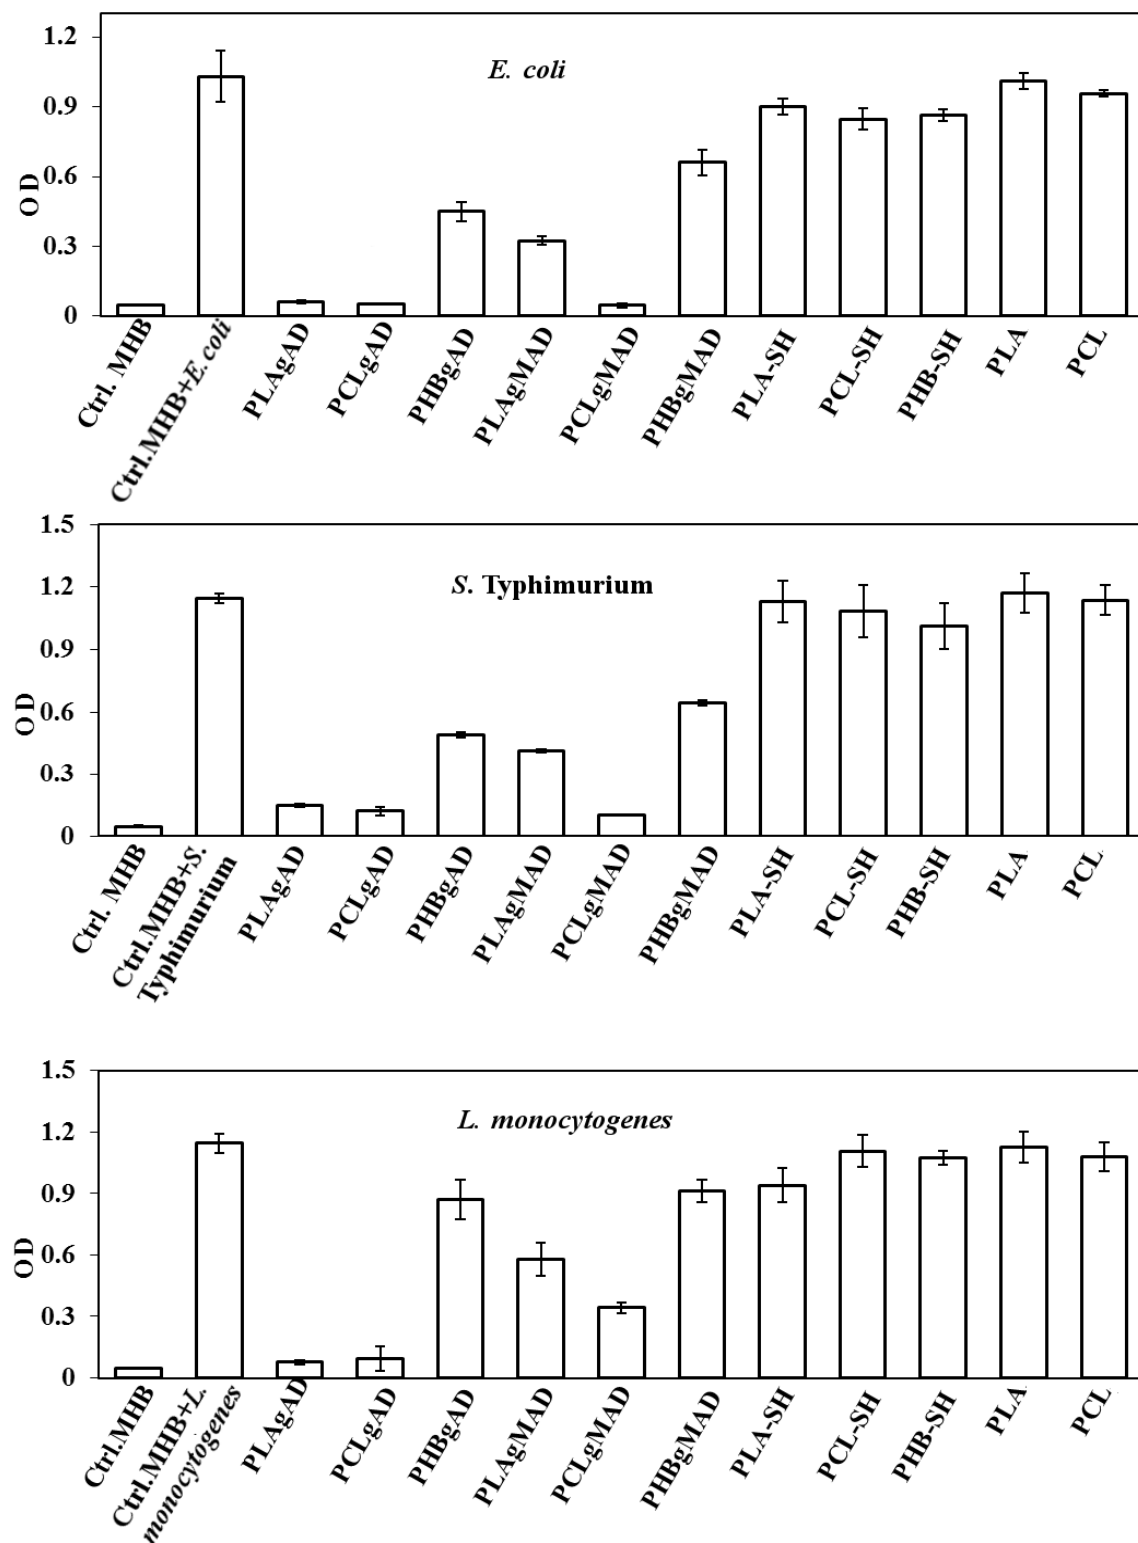 1.2
0.9
0.6
0.3
0
OD
E. coli
Ctrl. MHB
Ctrl.MHB+E.coli
PLAgAD
PCLgAD
PHBgAD
PLAgMAD
PCLgMAD
PHBgMAD
PLA-SH
PCL-SH
PHB-SH
PLA
PCL
1.5
1.2
0.9
0.6
0.3
0
OD
S. Typhimurium
Ctrl. MHB
Ctrl.MHB+S.
Typhimurium
PLAgAD
PCLgAD
PHBgAD
PLAgMAD
PCLgMAD
PHBgMAD
PLA-SH
PCL-SH
PHB-SH
PLA
PCL
1.5
1.2
0.9
0.6
0.3
0
OD
L. monocytogenes
Ctrl.MHB
Ctrl.MHB+L.
monocytogenes
PLAgAD
PCLgAD
PHBgAD
PLAgMAD
PCLgMAD
PHBgMAD
PLA-SH
PCL-SH
PHB-SH
PLA
PCL